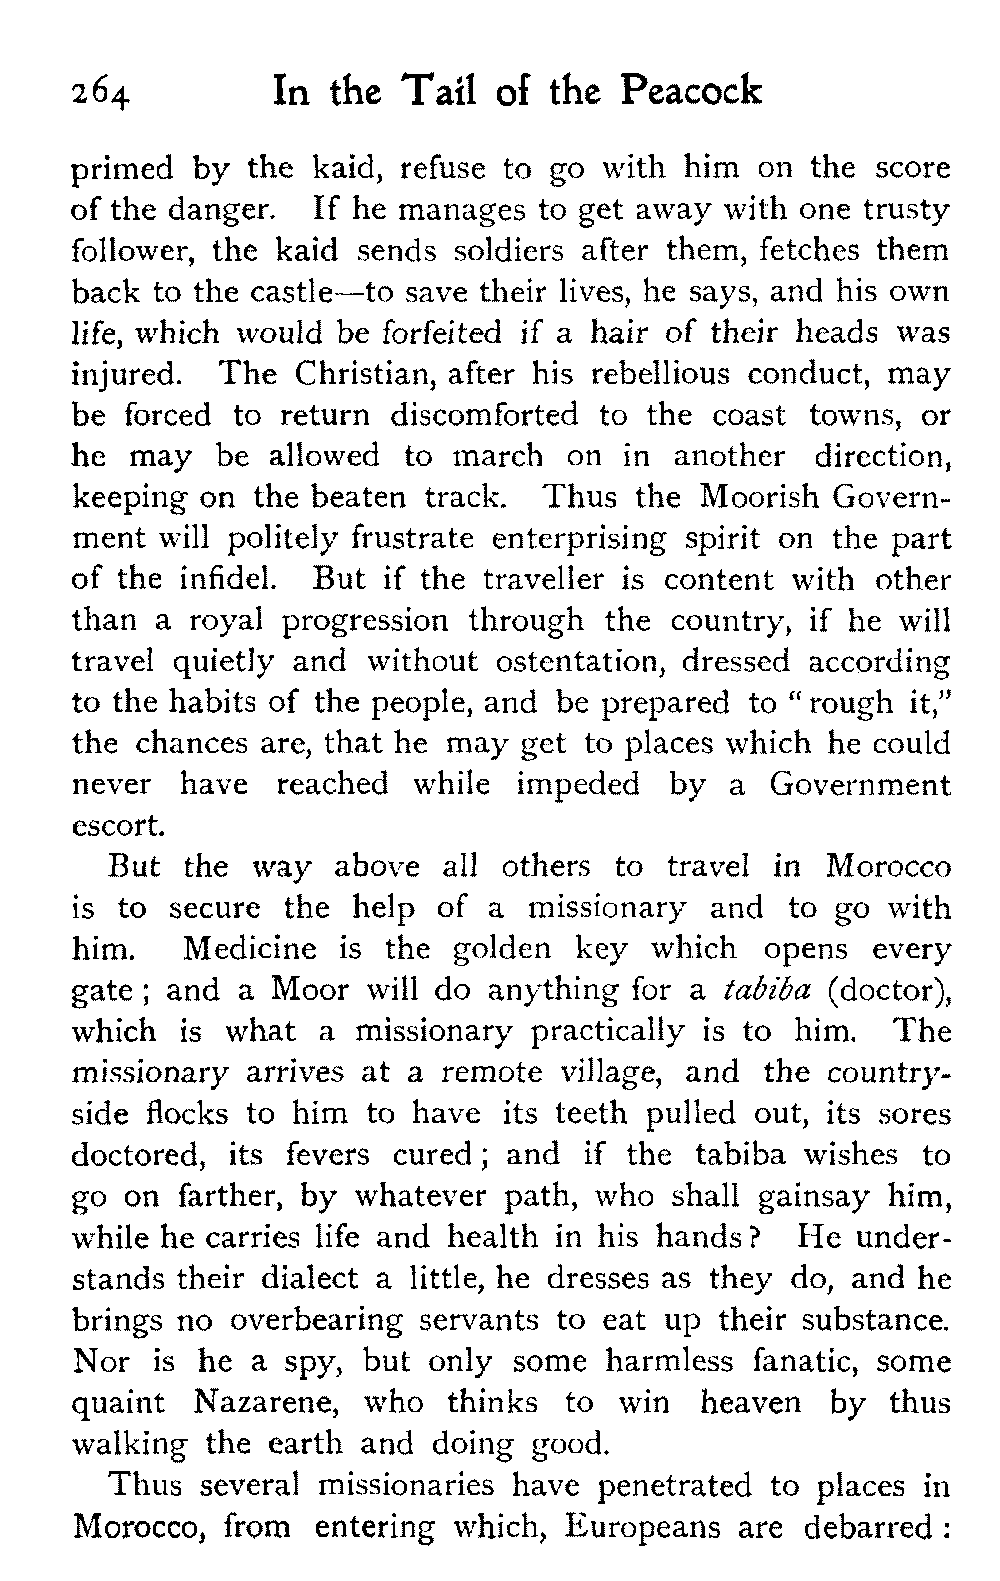 264 In the Tail of the Peacock
primed by the kaid, refuse to go with him on the score
of the danger. If he manages to get away with one trusty
follower, the kaid sends soldiers after them, fetches them
back to the castle—to save their lives, he says, and his own
life, which would be forfeited if a hair of their heads was
injured. The Christian, after his rebellious conduct, may
be forced to return discomforted to the coast towns, or
he may be allowed to march on in another direction,
keeping on the beaten track. Thus the Moorish Govern-
ment will politely frustrate enterprising spirit on the part
of the infidel. But if the traveller is content with other
than a royal progression through the country, if he will
travel quietly and without ostentation, dressed according
to the habits of the people, and be prepared to "rough it,"
the chances are, that he may get to places which he could
never have reached while impeded by a Government
escort.
But the way above all others to travel in Morocco
is to secure the help of a missionary and to go with
him. Medicine is the golden key which opens every
gate ; and a Moor will do anything for a tabiba (doctor),
which is what a missionary practically is to him. The
missionary arrives at a remote village, and the country-
side flocks to him to have its teeth pulled out, its sores
doctored, its fevers cured ; and if the tabiba wishes to
go on farther, by whatever path, who shall gainsay him,
while he carries life and health in his hands ? He under-
stands their dialect a little, he dresses as they do, and he
brings no overbearing servants to eat up their substance.
Nor is he a spy, but only some harmless fanatic, some
quaint Nazarene, who thinks to win heaven by thus
walking the earth and doing good.
Thus several missionaries have penetrated to places in
Morocco, from entering which, Europeans are debarred :